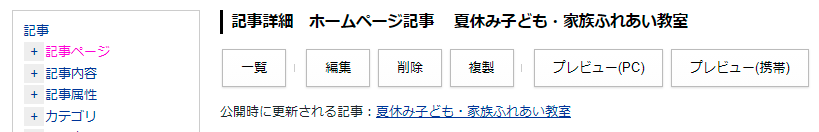 記事
+ 記事ページ
+ 記事内容
+ 記事属性
+ カテゴリ
記事詳細 ホームページ記事 夏休み子ども・家族ふれあい教室
一覧 編集 削除 複製 プレビュー(PC) プレビュー(携帯)
公開時に更新される記事：夏休み子ども・家族ふれあい教室